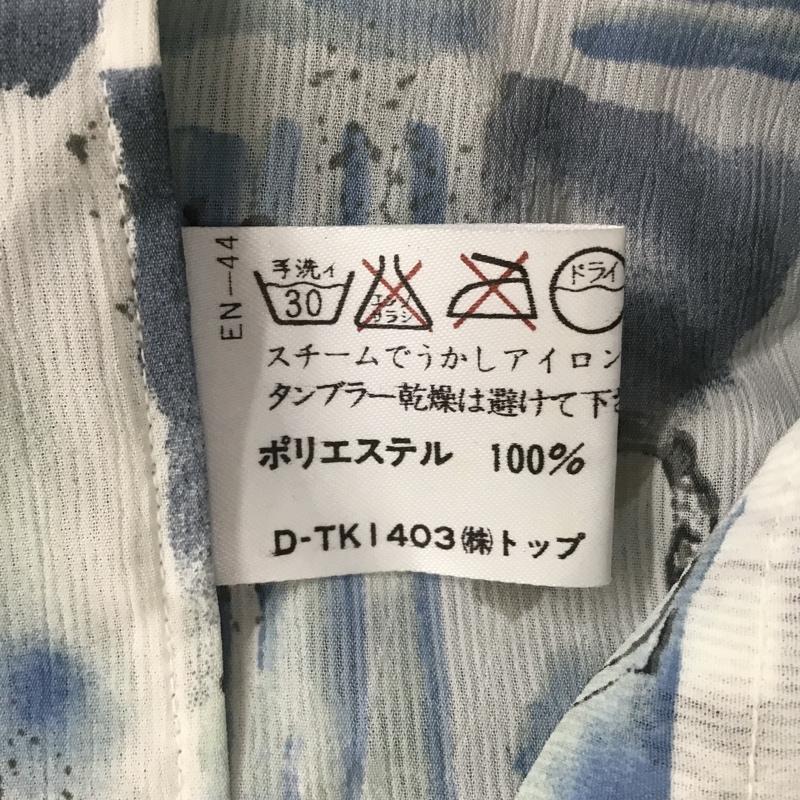 EN-44
手洗イ
30
エンソ
サラシ
ドライ
スチームでうかしアイロン
タンブラー乾燥は避けて下さ
ポリエステル 100%
D-TK1403㈱トップ